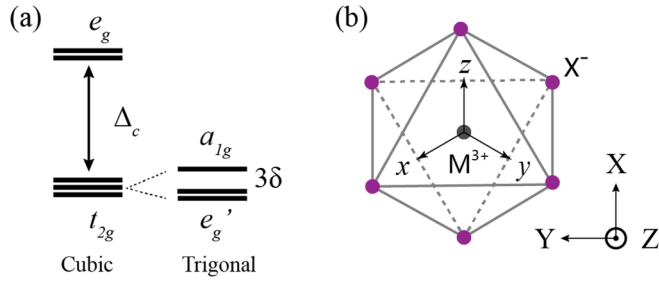 (a)
e_g
Δ_c
t_2g
Cubic
a_1g
3δ
e_g’
Trigonal
(b)
z
x
y
M³⁺
X⁻
X
Y
Z